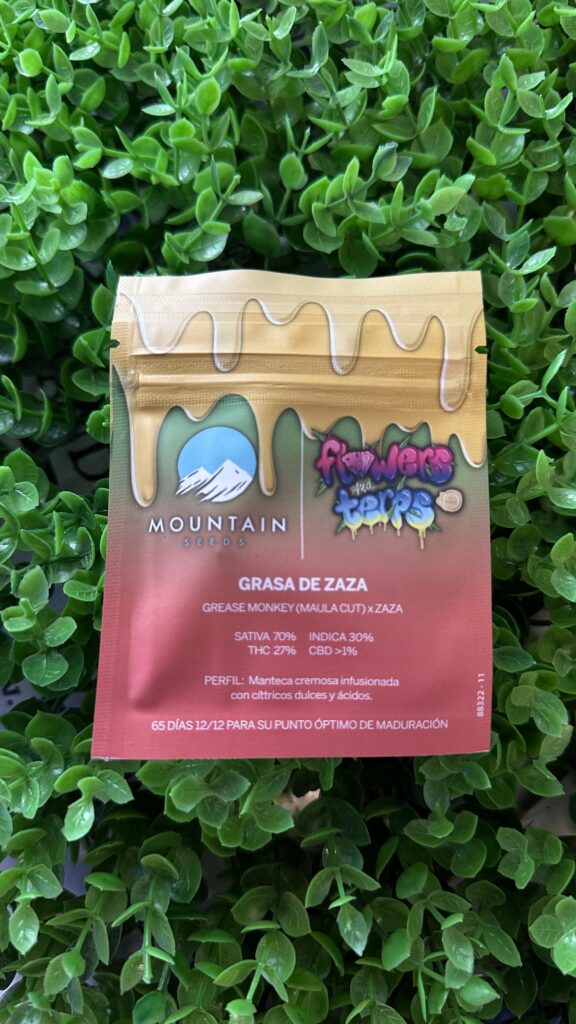 MOUNTAIN
SEEDS
flowers
and
terps
GRASA DE ZAZA
GREASE MONKEY (MAULA CUT) x ZAZA
SATIVA 70% INDICA 30%
THC 27% CBD >1%
PERFIL: Manteca cremosa infusionada
con cíttricos dulces y ácidos.
65 DÍAS 12/12 PARA SU PUNTO ÓPTIMO DE MADURACIÓN
88322 - 11